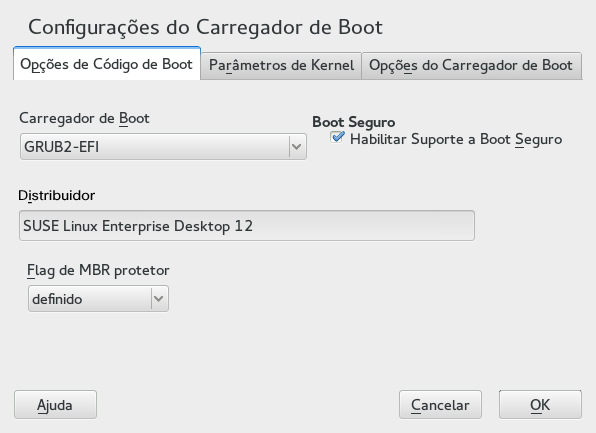 Configurações do Carregador de Boot
Opções de Código de Boot
Parâmetros de Kernel
Opções do Carregador de Boot
Carregador de Boot
GRUB2-EFI
Boot Seguro
Habilitar Suporte a Boot Seguro
Distribuidor
SUSE Linux Enterprise Desktop 12
Flag de MBR protetor
definido
Ajuda
Cancelar
OK